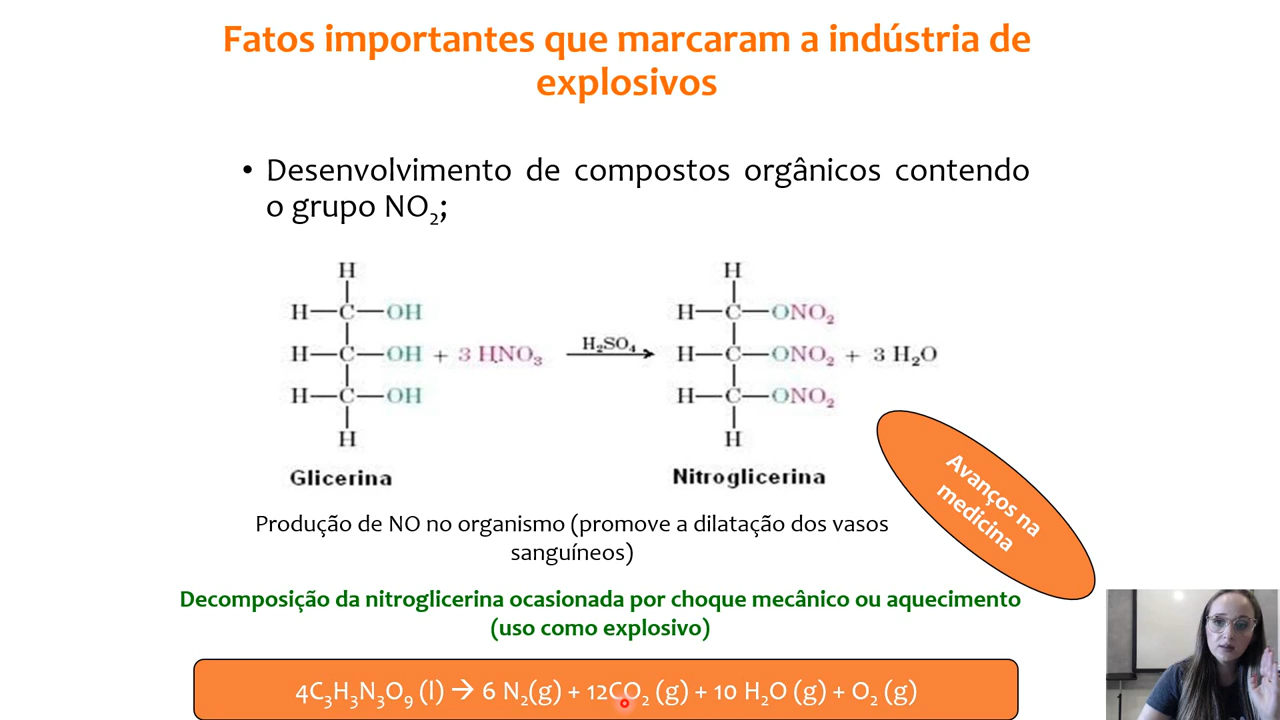 Fatos importantes que marcaram a indústria de
explosivos
• Desenvolvimento de compostos orgânicos contendo
o grupo NO₂;
H H
H—C—OH H—C—ONO₂
H—C—OH + 3 HNO₃ H₂SO₄ H—C—ONO₂ + 3 H₂O
H—C—OH H—C—ONO₂
H H
Glicerina Nitroglicerina
Avanços na
medicina
Produção de NO no organismo (promove a dilatação dos vasos
sanguíneos)
Decomposição da nitroglicerina ocasionada por choque mecânico ou aquecimento
(uso como explosivo)
4C₃H₃N₃O₉ (l) → 6 N₂(g) + 12CO₂ (g) + 10 H₂O (g) + O₂ (g)